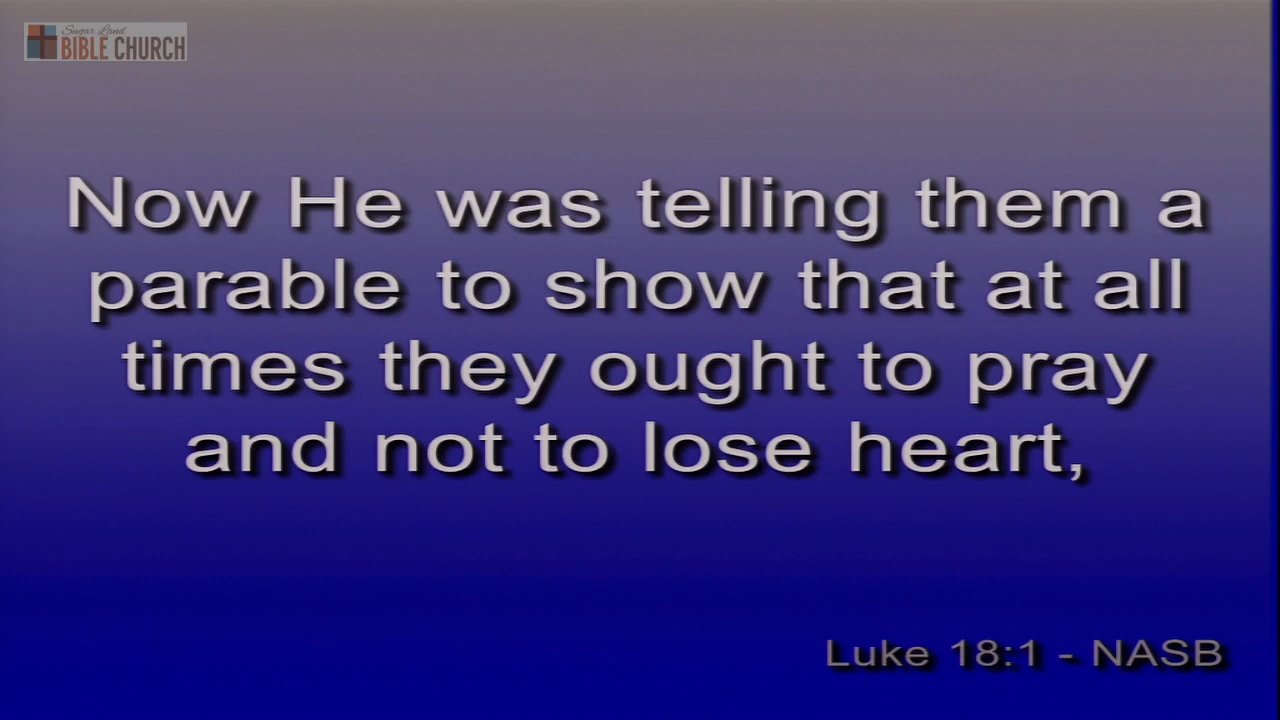 Sugar Land
BIBLE CHURCH
Now He was telling them a
parable to show that at all
times they ought to pray
and not to lose heart,
Luke 18:1 - NASB